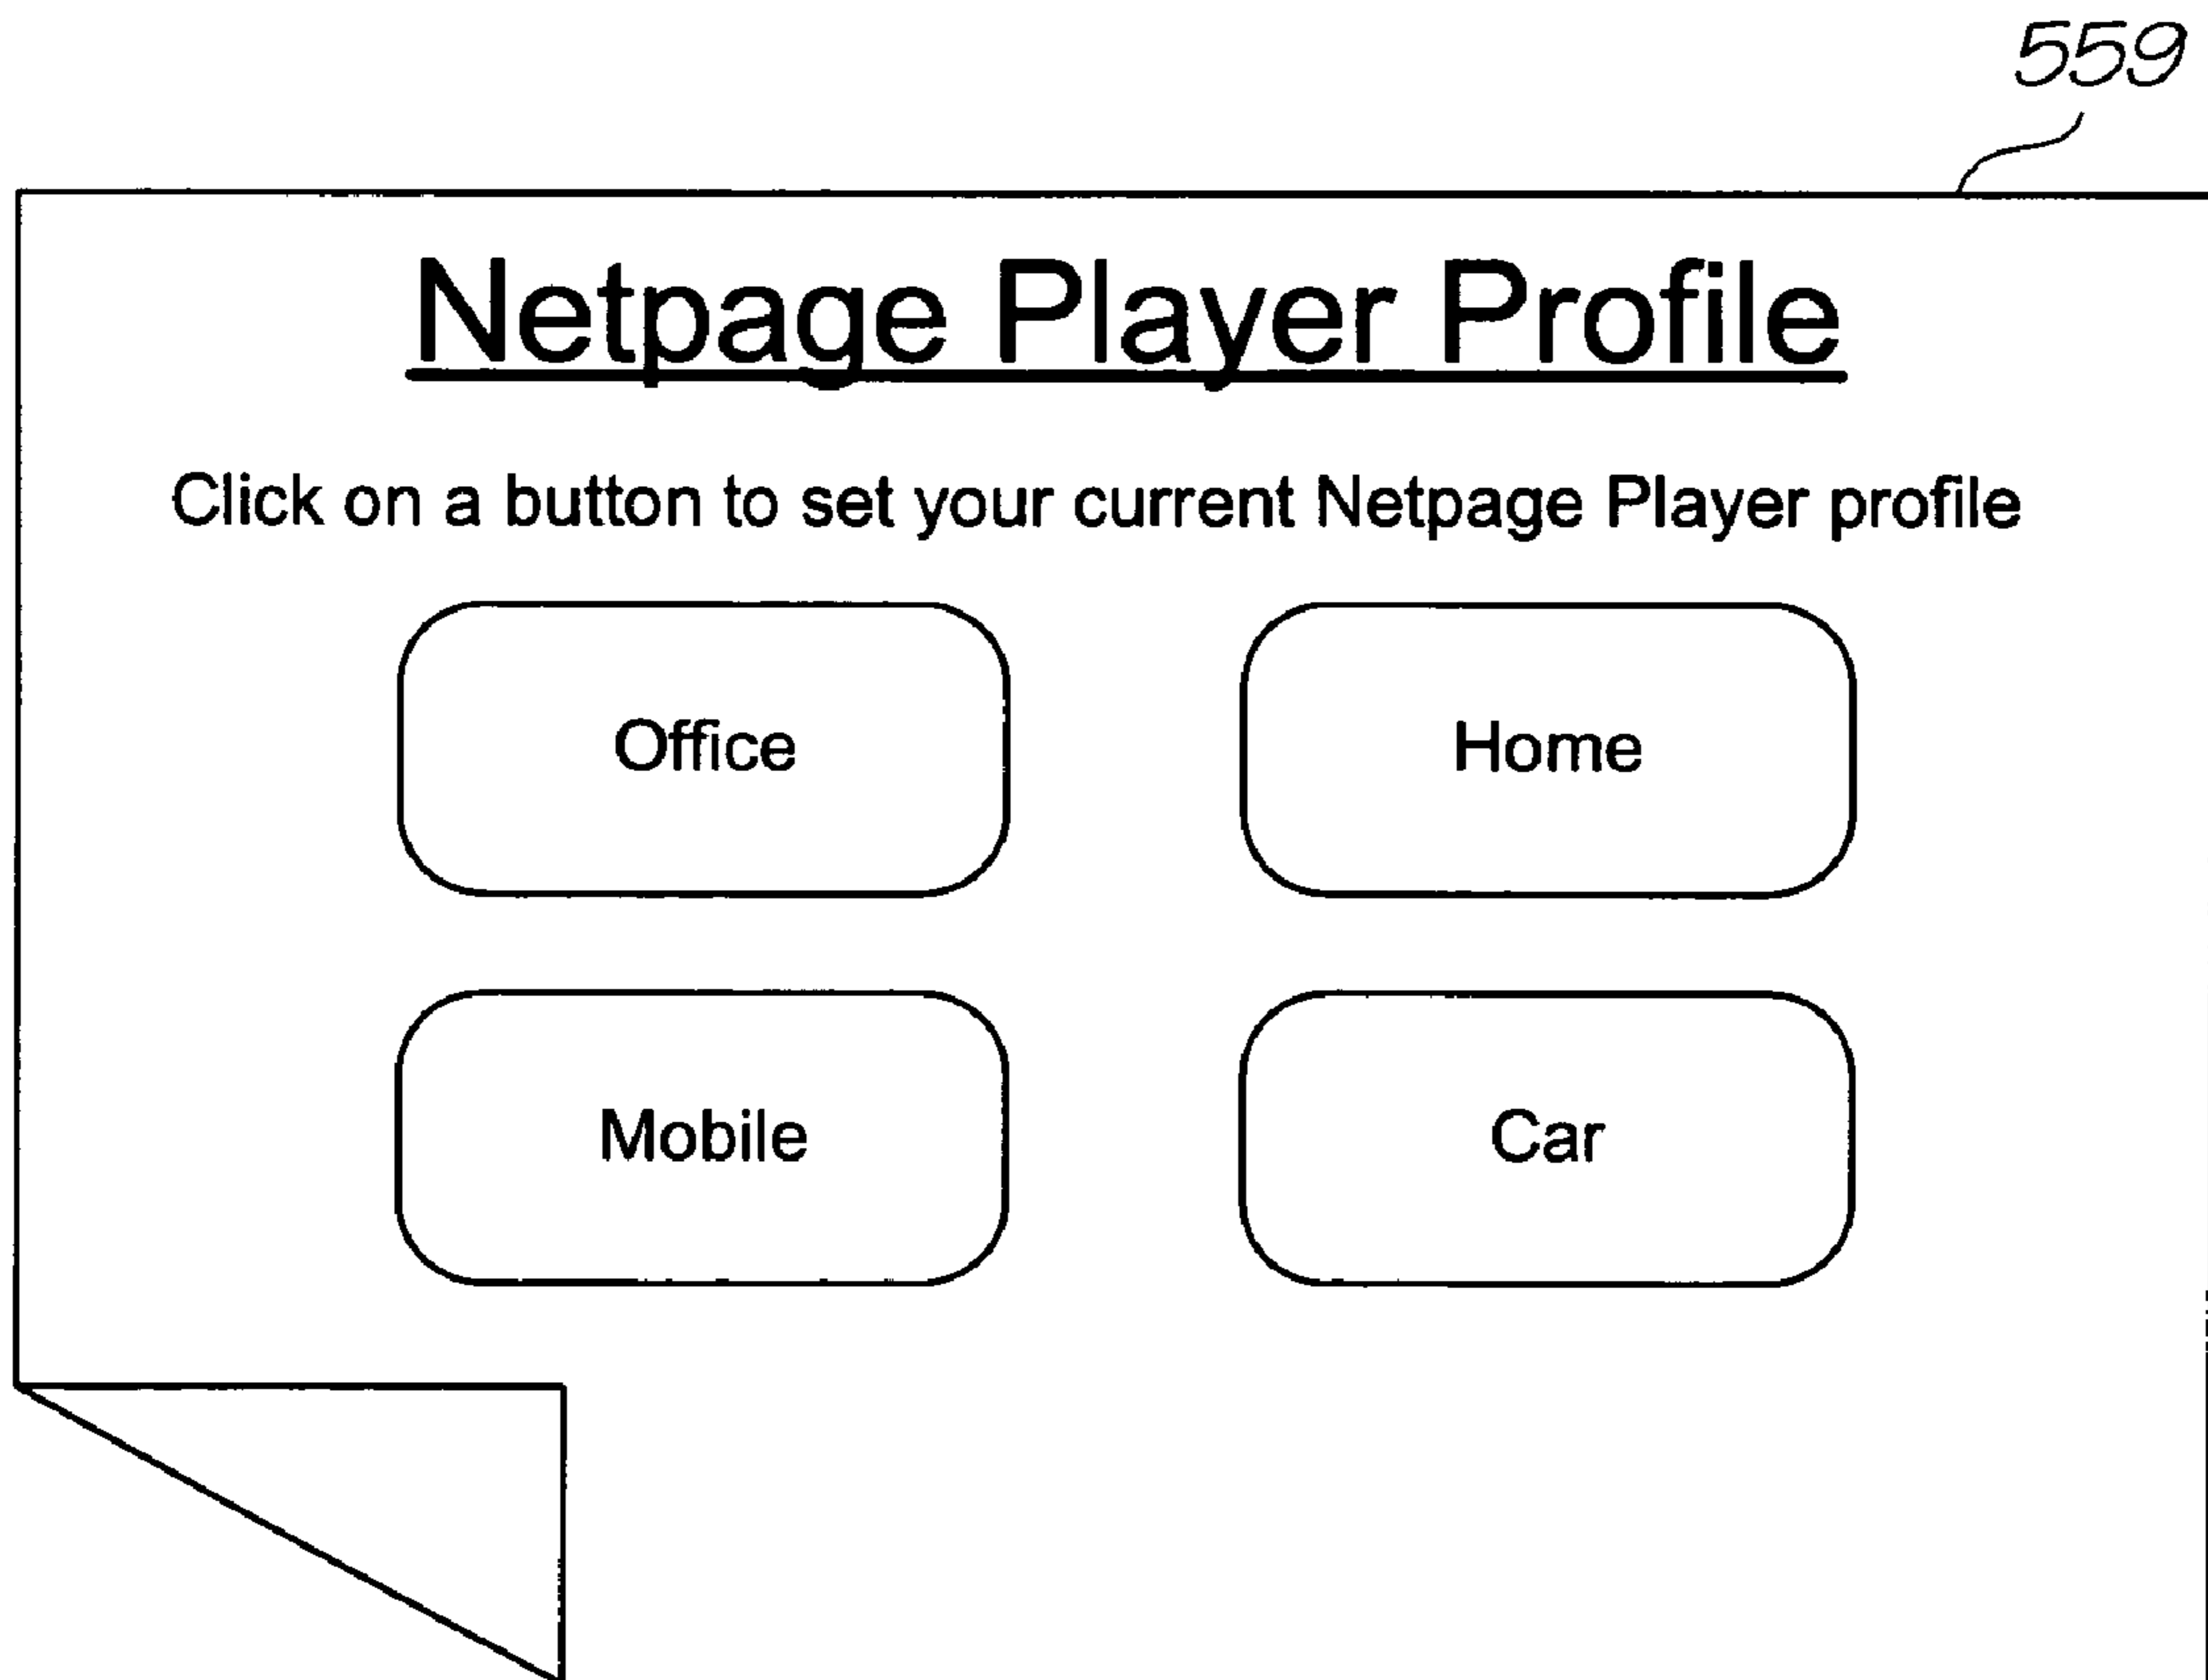 559
Netpage Player Profile
Click on a button to set your current Netpage Player profile
Office Home
Mobile Car